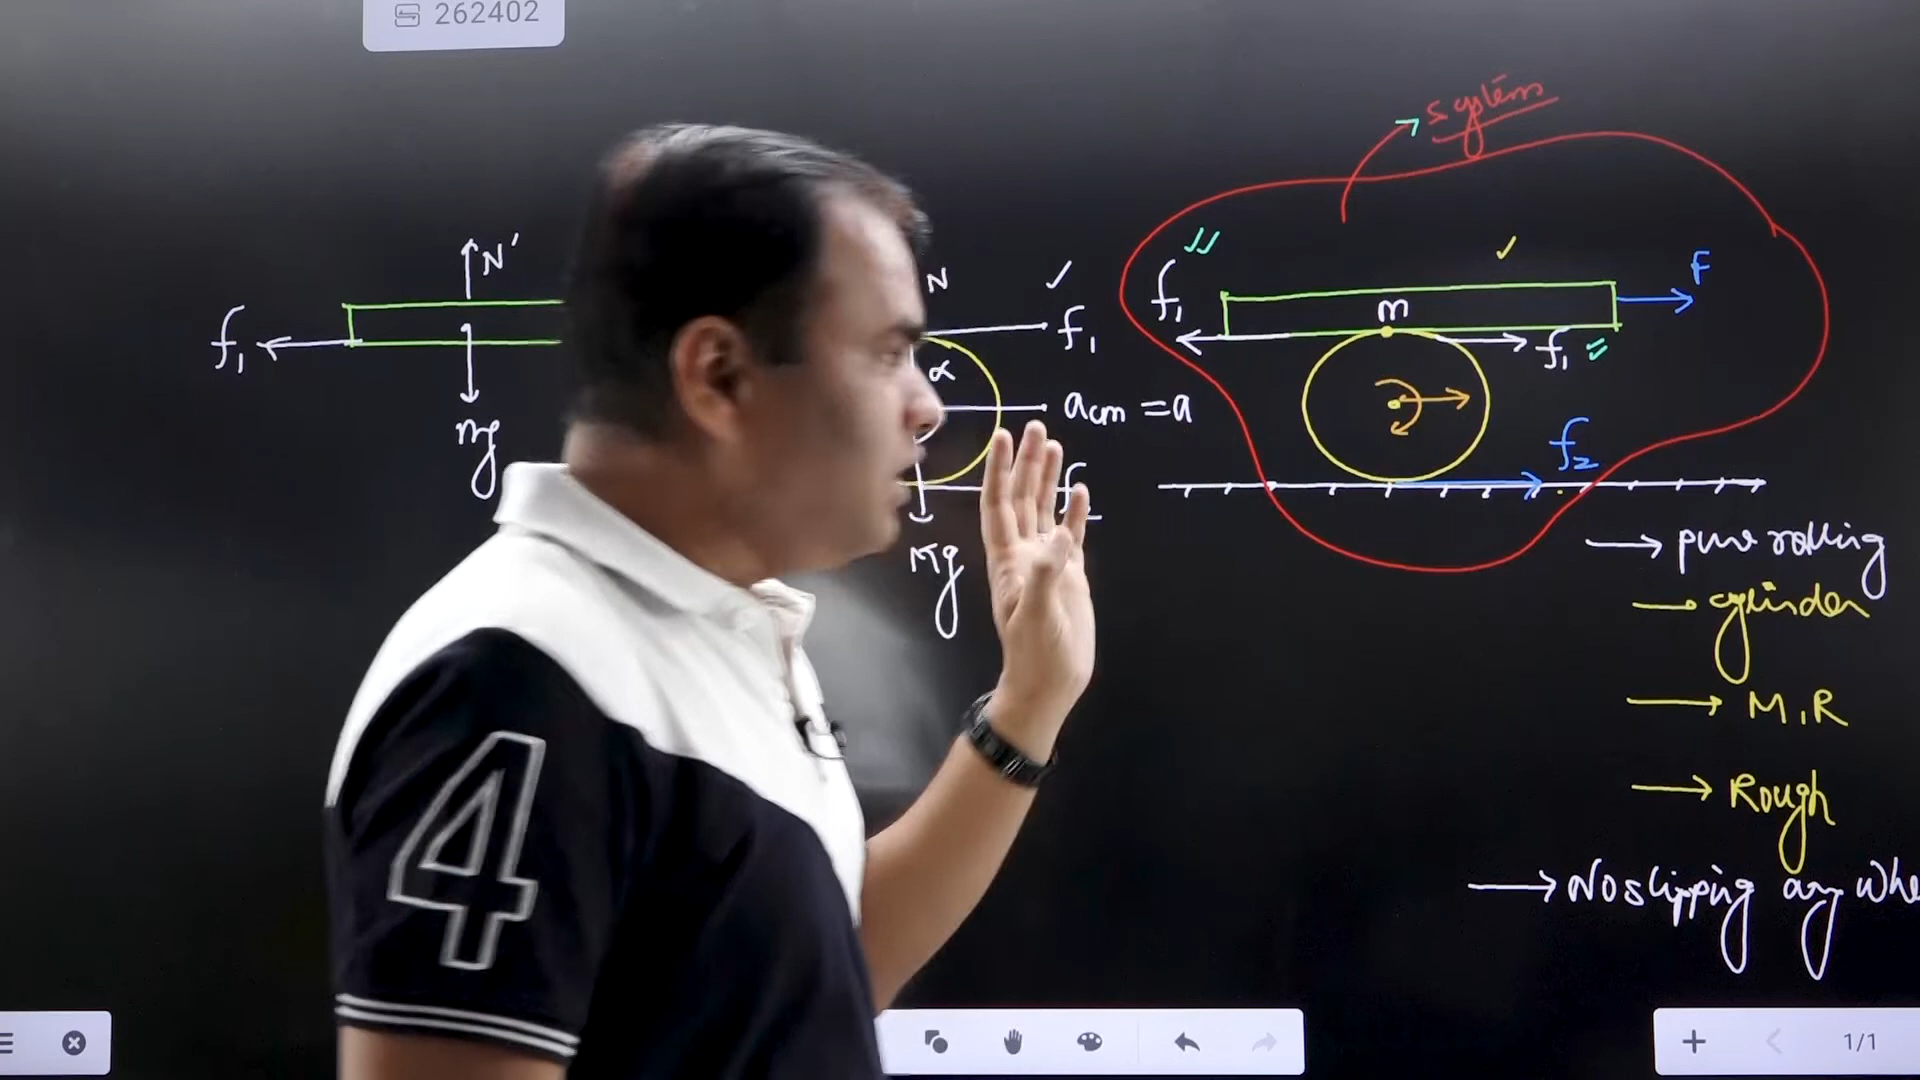 262402
system
N'
N
f₁
mg
α
f₁
a_cm = a
Mg
f₁
m
F
f₁
f₂
→ pure rolling
→ cylinder
→ M, R
→ Rough
→ No slipping any whe
4
1/1